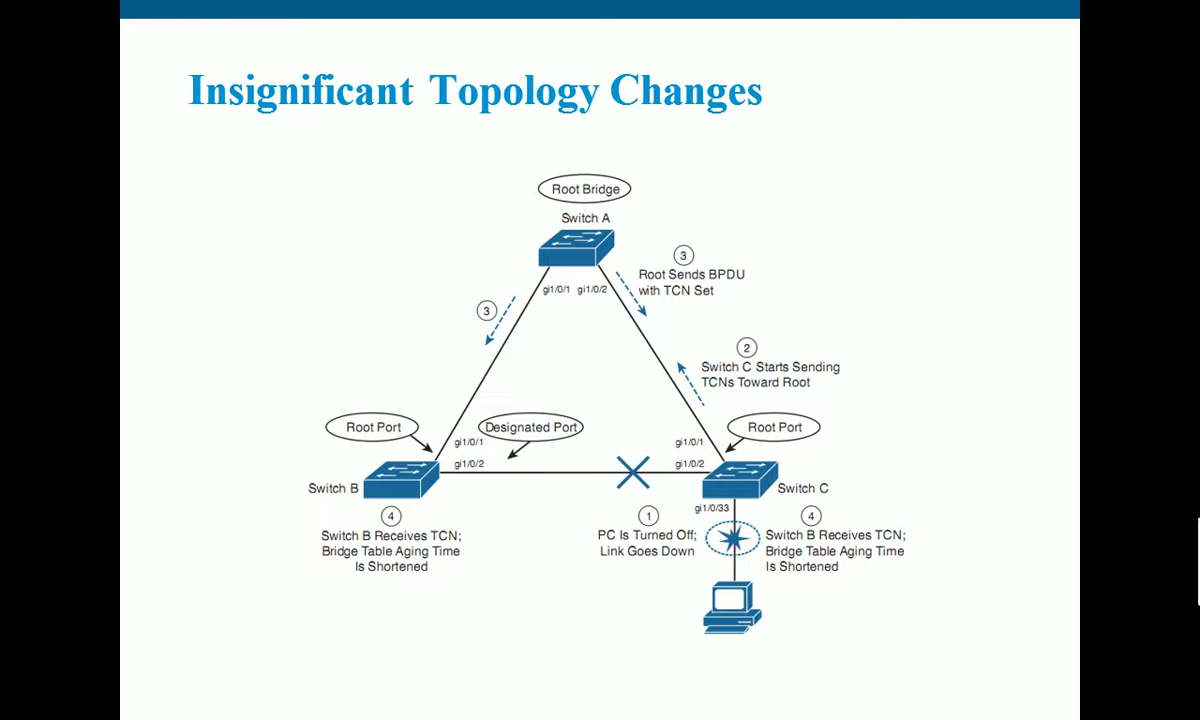 Insignificant Topology Changes
Root Bridge
Switch A
gi1/0/1 gi1/0/2
3
Root Sends BPDU
with TCN Set
3
2
Switch C Starts Sending
TCNs Toward Root
Root Port
Designated Port
Root Port
gi1/0/1
gi1/0/2
gi1/0/1
gi1/0/2
Switch B
Switch C
gi1/0/33
4
Switch B Receives TCN;
Bridge Table Aging Time
Is Shortened
1
PC Is Turned Off;
Link Goes Down
4
Switch B Receives TCN;
Bridge Table Aging Time
Is Shortened